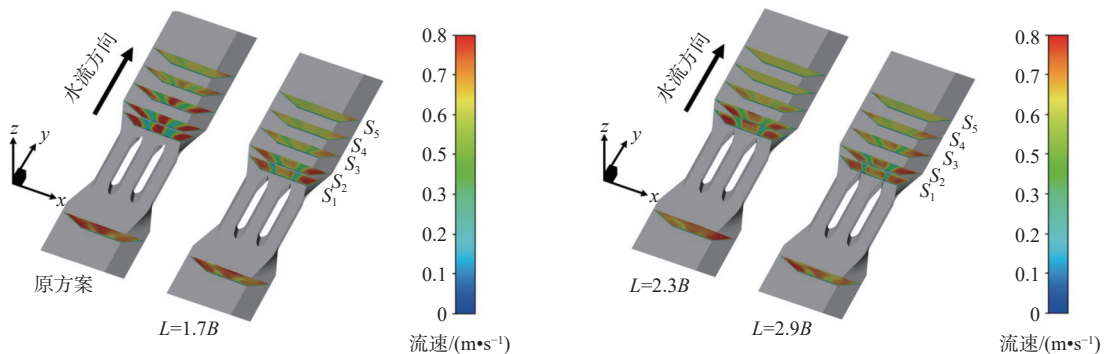 水流方向
z
y
x
原方案
L=1.7B
S₁
S₂
S₃
S₄
S₅
0.8
0.7
0.6
0.5
0.4
0.3
0.2
0.1
0
流速/(m•s⁻¹)
水流方向
z
y
x
L=2.3B
L=2.9B
S₁
S₂
S₃
S₄
S₅
0.8
0.7
0.6
0.5
0.4
0.3
0.2
0.1
0
流速/(m•s⁻¹)